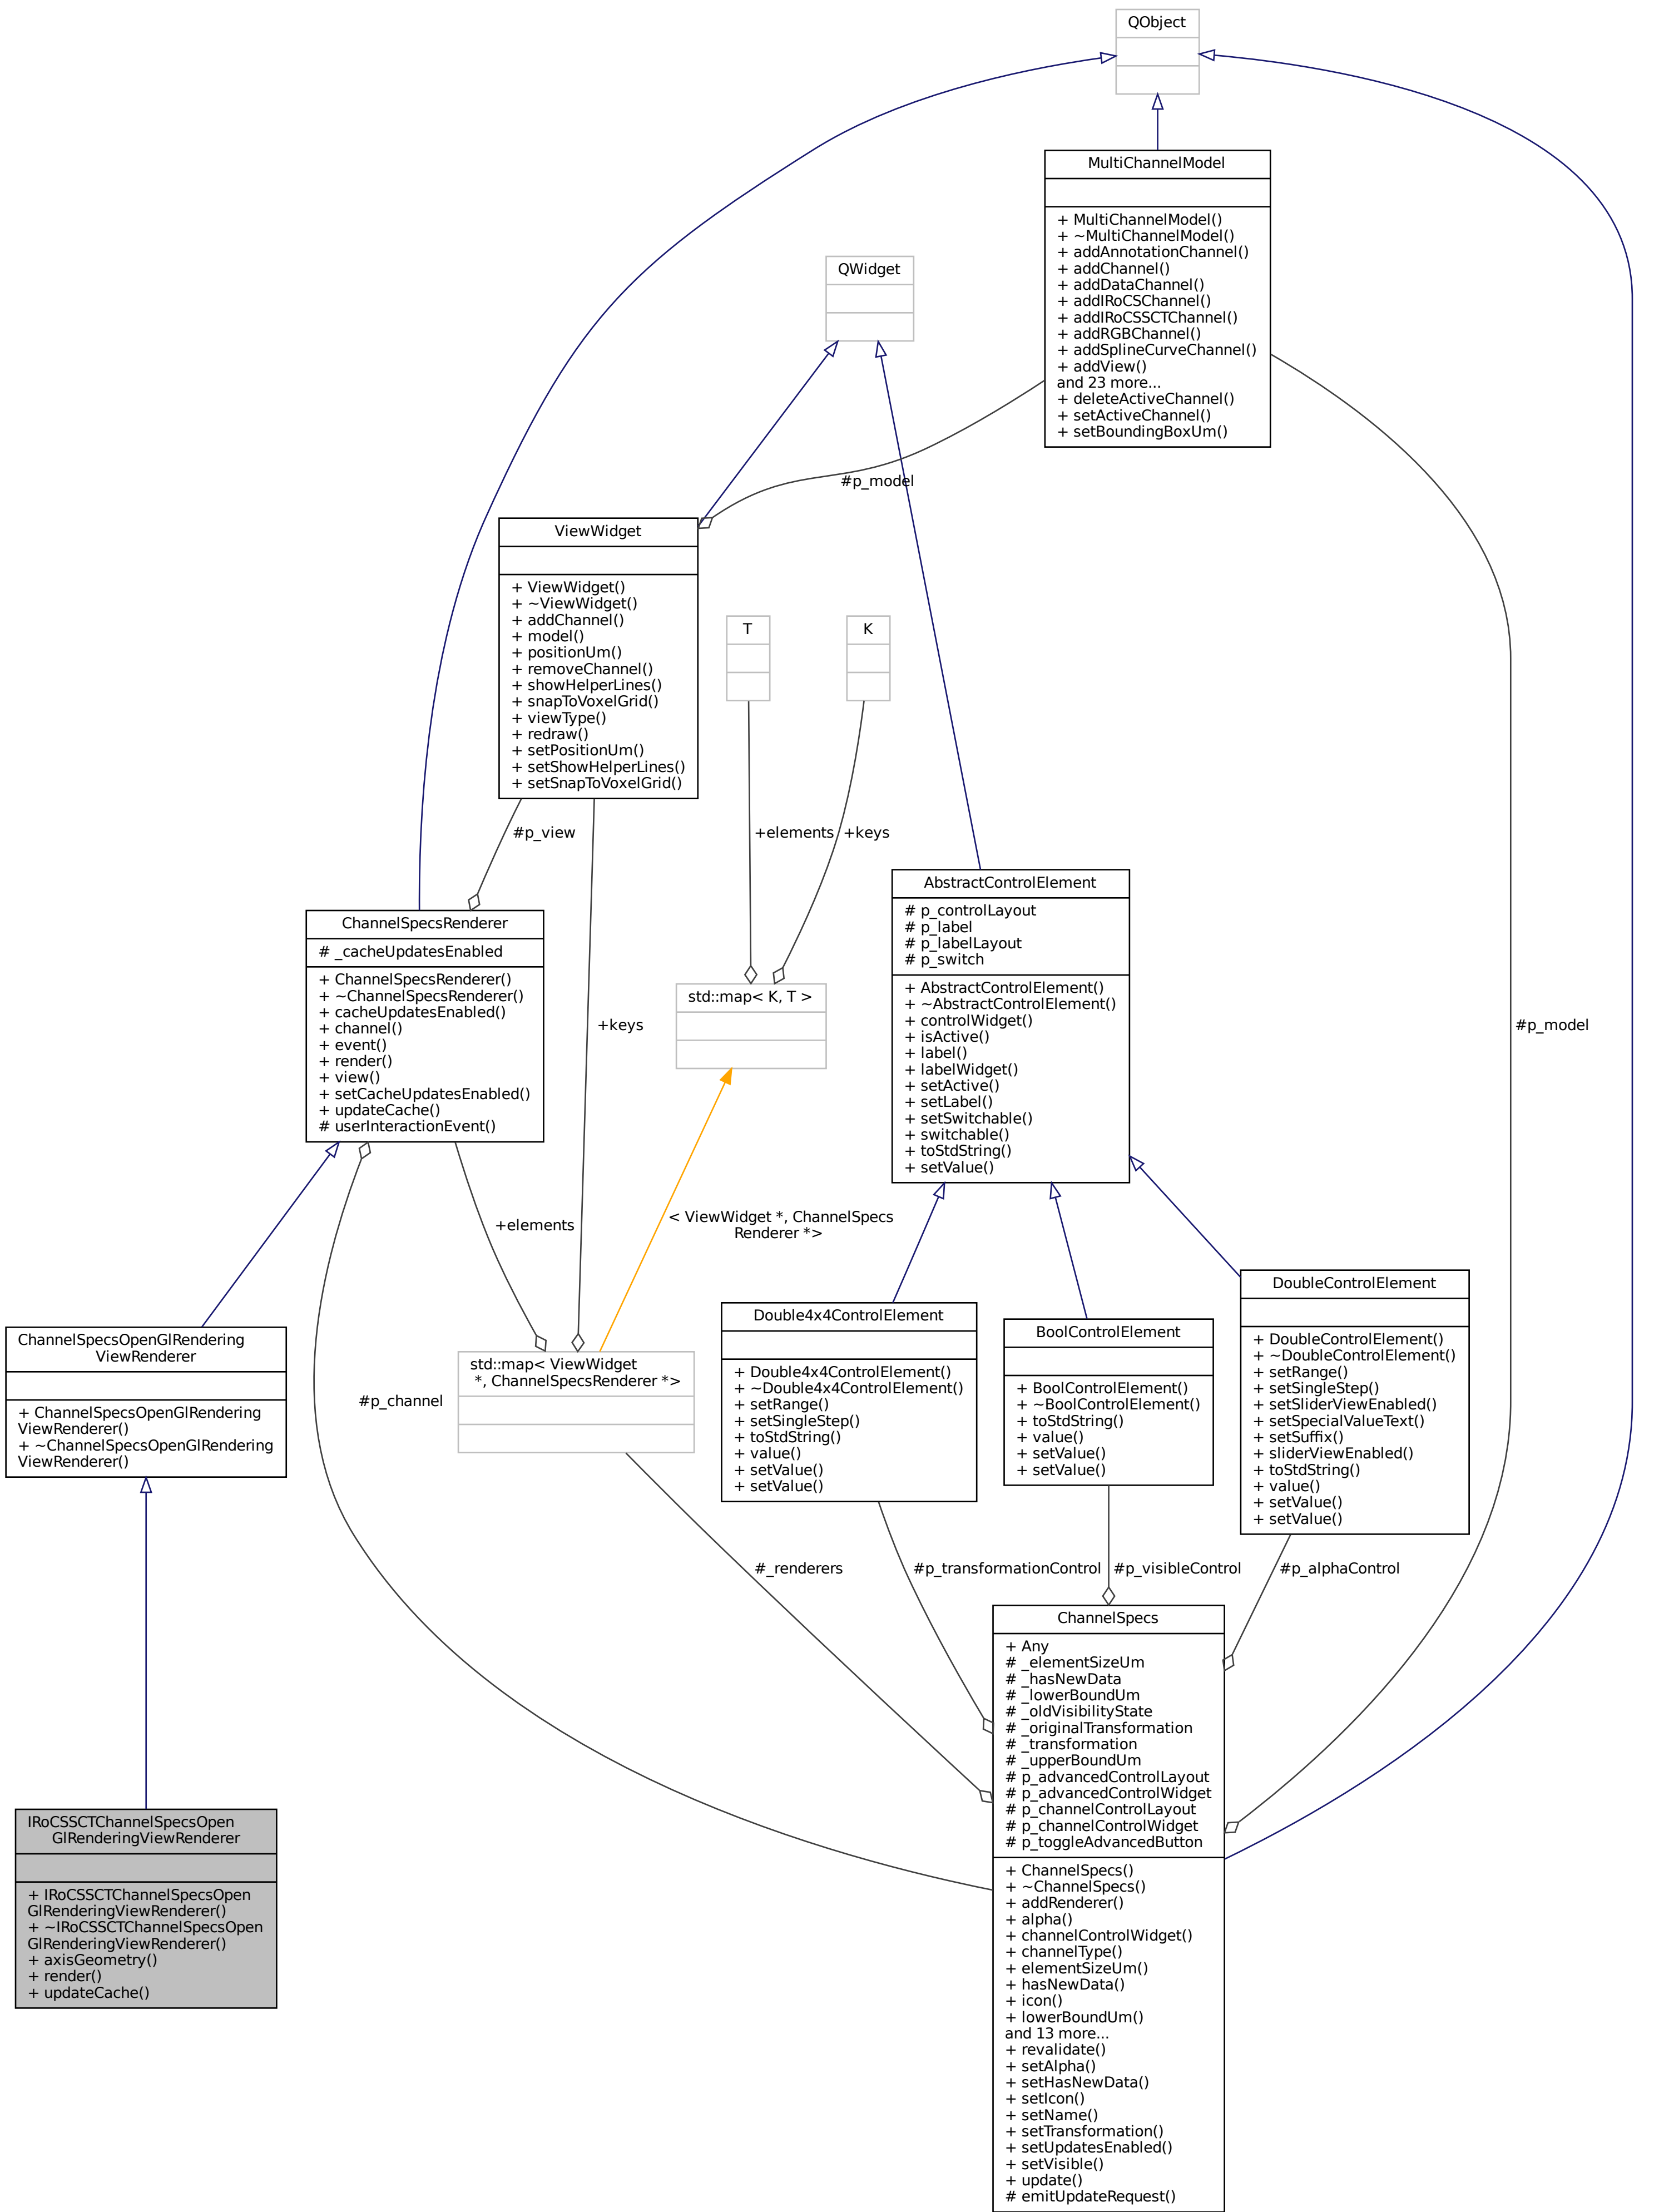 QObject
MultiChannelModel
+ MultiChannelModel()
+ ~MultiChannelModel()
+ addAnnotationChannel()
+ addChannel()
+ addDataChannel()
+ addIRoCSChannel()
+ addIRoCSSCTChannel()
+ addRGBChannel()
+ addSplineCurveChannel()
+ addView()
and 23 more...
+ deleteActiveChannel()
+ setActiveChannel()
+ setBoundingBoxUm()
QWidget
#p_model
ViewWidget
+ ViewWidget()
+ ~ViewWidget()
+ addChannel()
+ model()
+ positionUm()
+ removeChannel()
+ showHelperLines()
+ snapToVoxelGrid()
+ viewType()
+ redraw()
+ setPositionUm()
+ setShowHelperLines()
+ setSnapToVoxelGrid()
T
K
#p_view
+elements
+keys
AbstractControlElement
# p_controlLayout
# p_label
# p_labelLayout
# p_switch
+ AbstractControlElement()
+ ~AbstractControlElement()
+ controlWidget()
+ isActive()
+ label()
+ labelWidget()
+ setActive()
+ setLabel()
+ setSwitchable()
+ switchable()
+ toStdString()
+ setValue()
ChannelSpecsRenderer
# _cacheUpdatesEnabled
+ ChannelSpecsRenderer()
+ ~ChannelSpecsRenderer()
+ cacheUpdatesEnabled()
+ channel()
+ event()
+ render()
+ view()
+ setCacheUpdatesEnabled()
+ updateCache()
# userInteractionEvent()
+keys
std::map< K, T >
#p_model
+elements
< ViewWidget *, ChannelSpecs
Renderer *>
ChannelSpecsOpenGlRendering
ViewRenderer
+ ChannelSpecsOpenGlRendering
ViewRenderer()
+ ~ChannelSpecsOpenGlRendering
ViewRenderer()
#p_channel
std::map< ViewWidget
*, ChannelSpecsRenderer *>
Double4x4ControlElement
+ Double4x4ControlElement()
+ ~Double4x4ControlElement()
+ setRange()
+ setSingleStep()
+ toStdString()
+ value()
+ setValue()
+ setValue()
BoolControlElement
+ BoolControlElement()
+ ~BoolControlElement()
+ toStdString()
+ value()
+ setValue()
+ setValue()
DoubleControlElement
+ DoubleControlElement()
+ ~DoubleControlElement()
+ setRange()
+ setSingleStep()
+ setSliderViewEnabled()
+ setSpecialValueText()
+ setSuffix()
+ sliderViewEnabled()
+ toStdString()
+ value()
+ setValue()
+ setValue()
#_renderers
#p_transformationControl
#p_visibleControl
#p_alphaControl
ChannelSpecs
+ Any
# _elementSizeUm
# _hasNewData
# _lowerBoundUm
# _oldVisibilityState
# _originalTransformation
# _transformation
# _upperBoundUm
# p_advancedControlLayout
# p_advancedControlWidget
# p_channelControlLayout
# p_channelControlWidget
# p_toggleAdvancedButton
+ ChannelSpecs()
+ ~ChannelSpecs()
+ addRenderer()
+ alpha()
+ channelControlWidget()
+ channelType()
+ elementSizeUm()
+ hasNewData()
+ icon()
+ lowerBoundUm()
and 13 more...
+ revalidate()
+ setAlpha()
+ setHasNewData()
+ setIcon()
+ setName()
+ setTransformation()
+ setUpdatesEnabled()
+ setVisible()
+ update()
# emitUpdateRequest()
IRoCSSCTChannelSpecsOpen
GlRenderingViewRenderer
+ IRoCSSCTChannelSpecsOpen
GlRenderingViewRenderer()
+ ~IRoCSSCTChannelSpecsOpen
GlRenderingViewRenderer()
+ axisGeometry()
+ render()
+ updateCache()